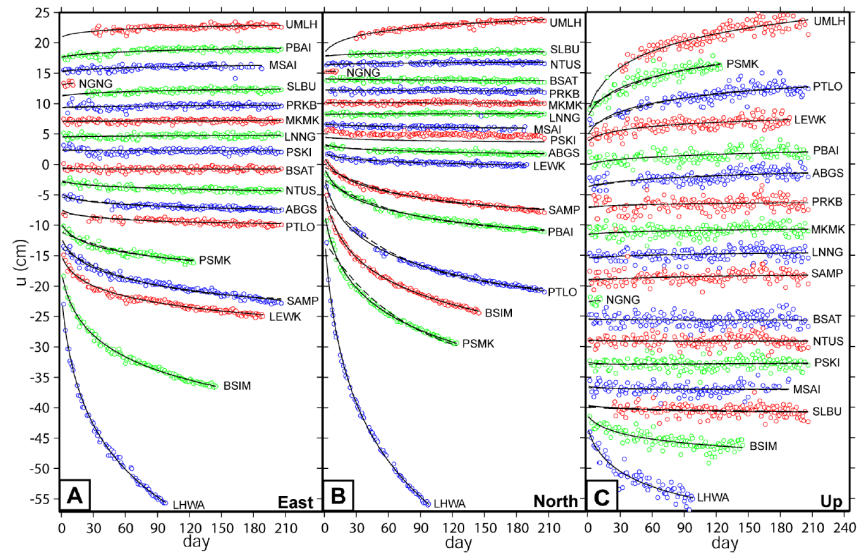 25
20
15
10
5
0
-5
-10
-15
-20
-25
-30
-35
-40
-45
-50
-55
u (cm)
UMLH
PBAI
MSAI
NGNG
SLBU
PRKB
MKMK
LNNG
PSKI
BSAT
NTUS
ABGS
PTLO
PSMK
SAMP
LEWK
BSIM
LHWA
A
East
0 30 60 90 120 150 180 210
day
UMLH
SLBU
NTUS
NGNG
BSAT
PRKB
MKMK
LNNG
MSAI
PSKI
ABGS
LEWK
SAMP
PBAI
PTLO
BSIM
PSMK
LHWA
B
North
0 30 60 90 120 150 180 210
day
UMLH
PSMK
PTLO
LEWK
PBAI
ABGS
PRKB
MKMK
LNNG
SAMP
NGNG
BSAT
NTUS
PSKI
MSAI
SLBU
BSIM
LHWA
C
Up
0 30 60 90 120 150 180 210 240
day